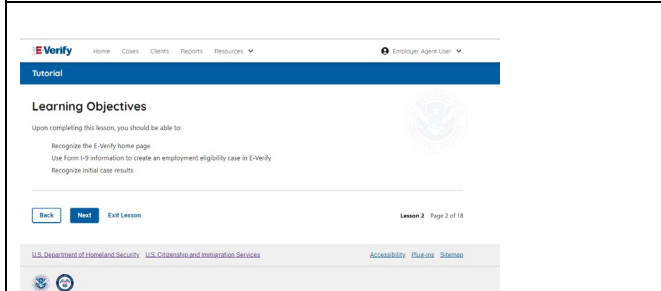 E-Verify Home Cases Clients Reports Resources Employer Agent User
Tutorial
Learning Objectives
Upon completing this lesson, you should be able to:
Recognize the E-Verify home page
Use Form I-9 information to create an employment eligibility case in E-Verify
Recognize initial case results
Back Next Exit Lesson Lesson 2 Page 2 of 18
U.S. Department of Homeland Security U.S. Citizenship and Immigration Services Accessibility Plug-ins Sitemap